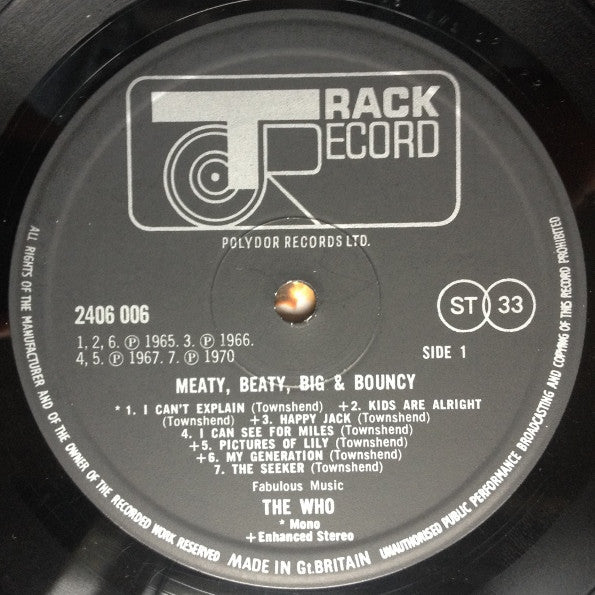 TRACK
RECORD
POLYDOR RECORDS LTD.
2406 006
ST 33
1, 2, 6. ℗ 1965. 3. ℗ 1966.
4, 5. ℗ 1967. 7. ℗ 1970
SIDE 1
MEATY, BEATY, BIG & BOUNCY
* 1. I CAN'T EXPLAIN (Townshend) +2. KIDS ARE ALRIGHT
(Townshend) +3. HAPPY JACK (Townshend)
4. I CAN SEE FOR MILES (Townshend)
+5. PICTURES OF LILY (Townshend)
+6. MY GENERATION (Townshend)
7. THE SEEKER (Townshend)
Fabulous Music
THE WHO
* Mono
+Enhanced Stereo
ALL RIGHTS OF THE MANUFACTURER AND OF THE OWNER OF THE RECORDED WORK RESERVED
MADE IN Gt. BRITAIN
UNAUTHORISED PUBLIC PERFORMANCE BROADCASTING AND COPYING OF THIS RECORD PROHIBITED